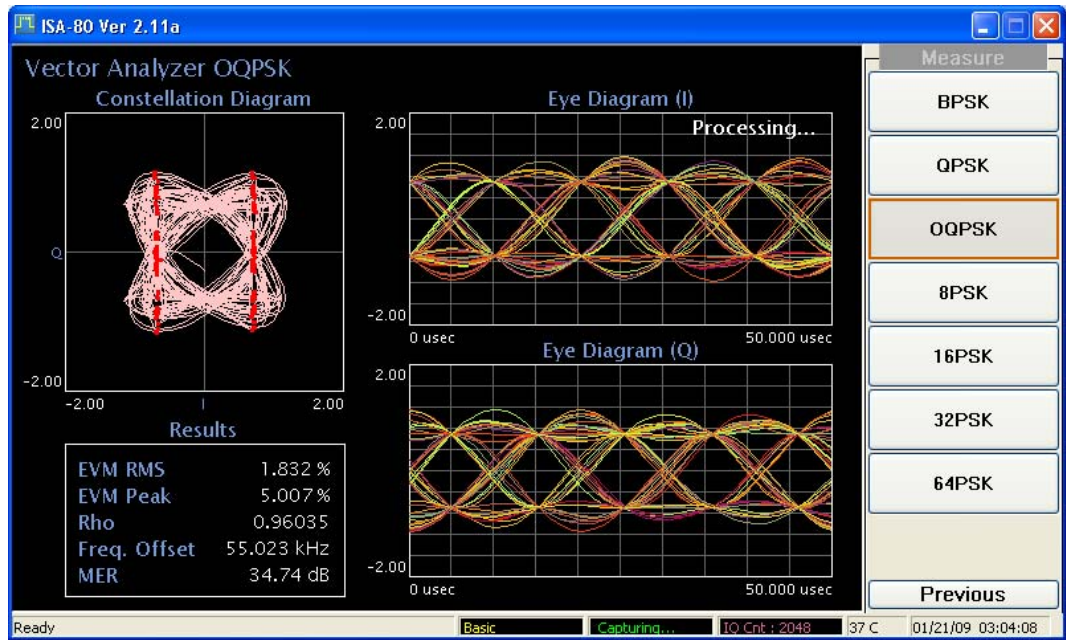 ISA-80 Ver 2.11a
Vector Analyzer OQPSK
Constellation Diagram
2.00
Q
-2.00
-2.00
I
2.00
Eye Diagram (I)
2.00
Processing...
-2.00
0 usec
50.000 usec
Eye Diagram (Q)
2.00
-2.00
0 usec
50.000 usec
Results
EVM RMS 1.832 %
EVM Peak 5.007%
Rho 0.96035
Freq. Offset 55.023 kHz
MER 34.74 dB
Measure
BPSK
QPSK
OQPSK
8PSK
16PSK
32PSK
64PSK
Previous
Ready
Basic
Capturing...
IQ Cnt : 2048
37 C
01/21/09 03:04:08